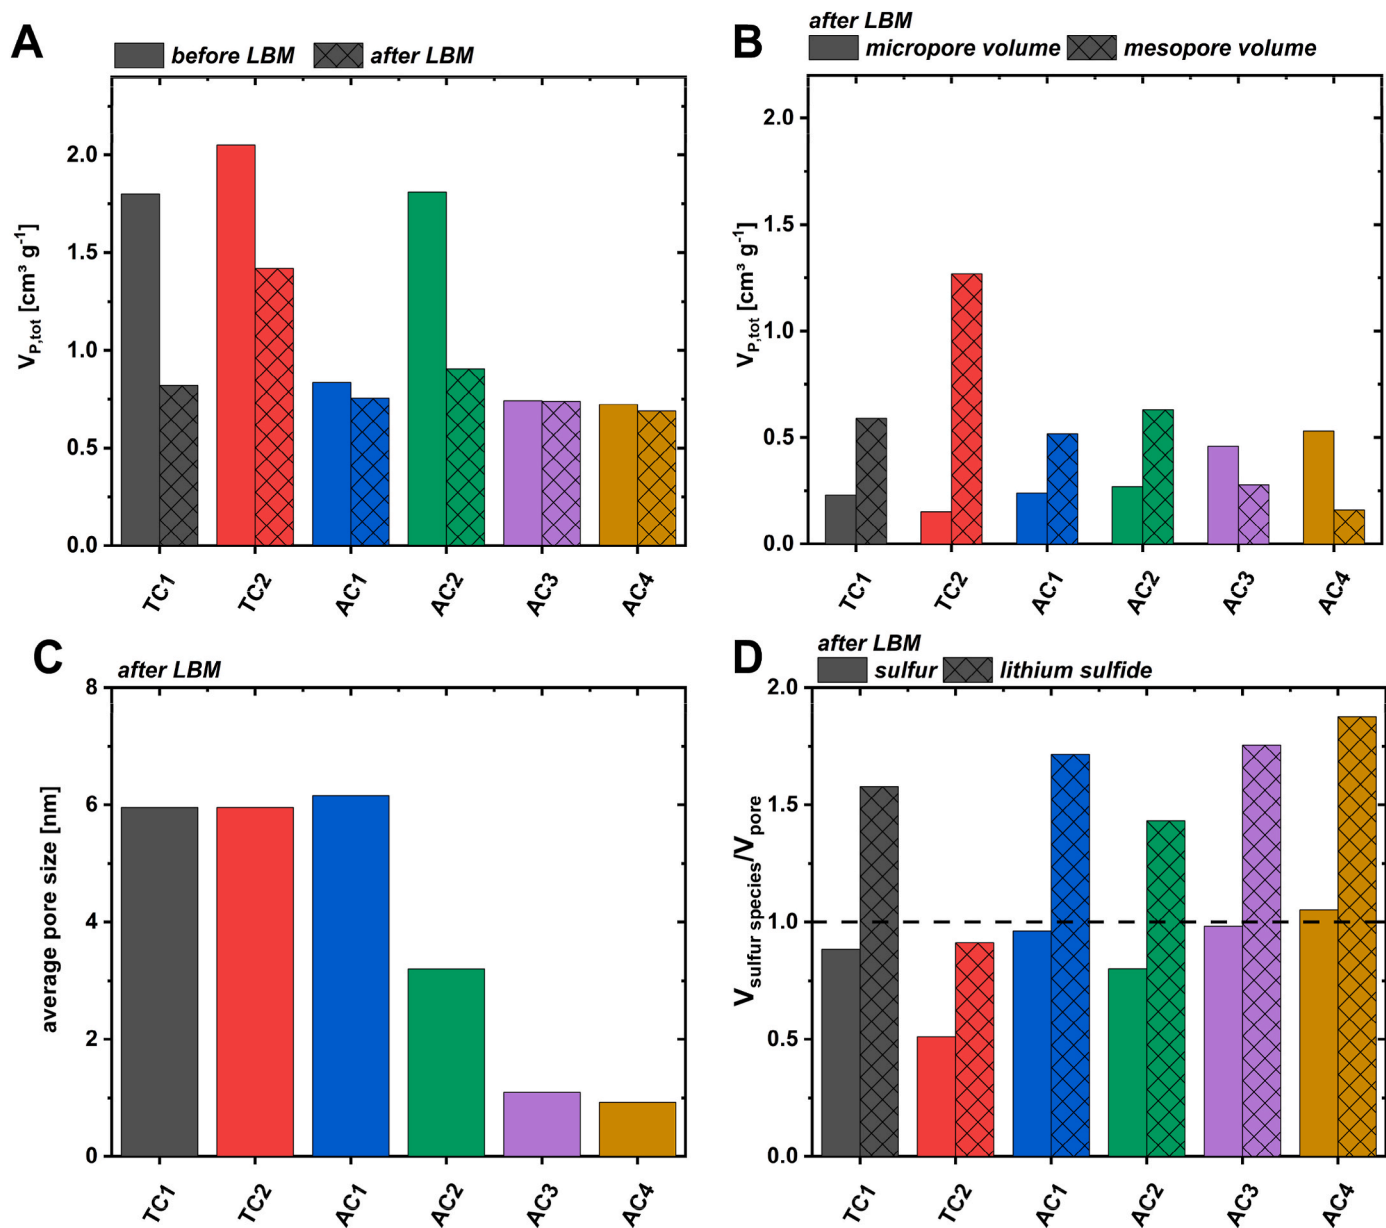 A
before LBM after LBM
V_P,tot [cm³ g⁻¹]
2.0
1.5
1.0
0.5
0.0
TC1 TC2 AC1 AC2 AC3 AC4
B
after LBM
micropore volume mesopore volume
V_P,tot [cm³ g⁻¹]
2.0
1.5
1.0
0.5
0.0
TC1 TC2 AC1 AC2 AC3 AC4
C
after LBM
average pore size [nm]
8
6
4
2
0
TC1 TC2 AC1 AC2 AC3 AC4
D
after LBM
sulfur lithium sulfide
V_sulfur species/V_pore
2.0
1.5
1.0
0.5
0.0
TC1 TC2 AC1 AC2 AC3 AC4